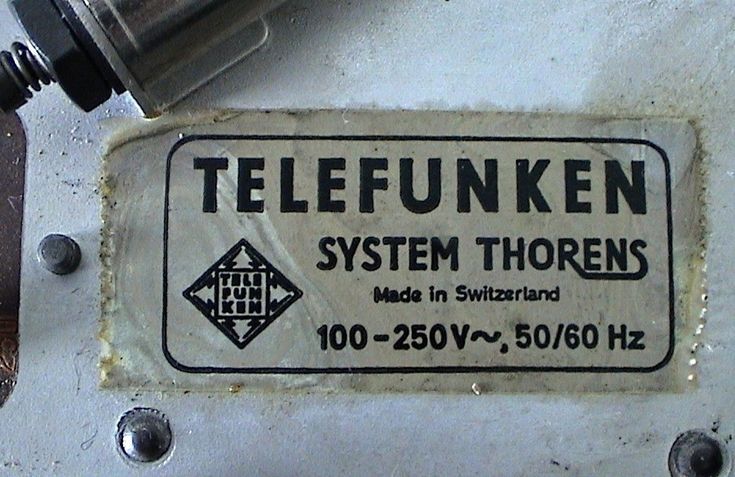 TELEFUNKEN
SYSTEM THORENS
Made in Switzerland
100-250V~, 50/60 Hz
TELE
FUN
KEN